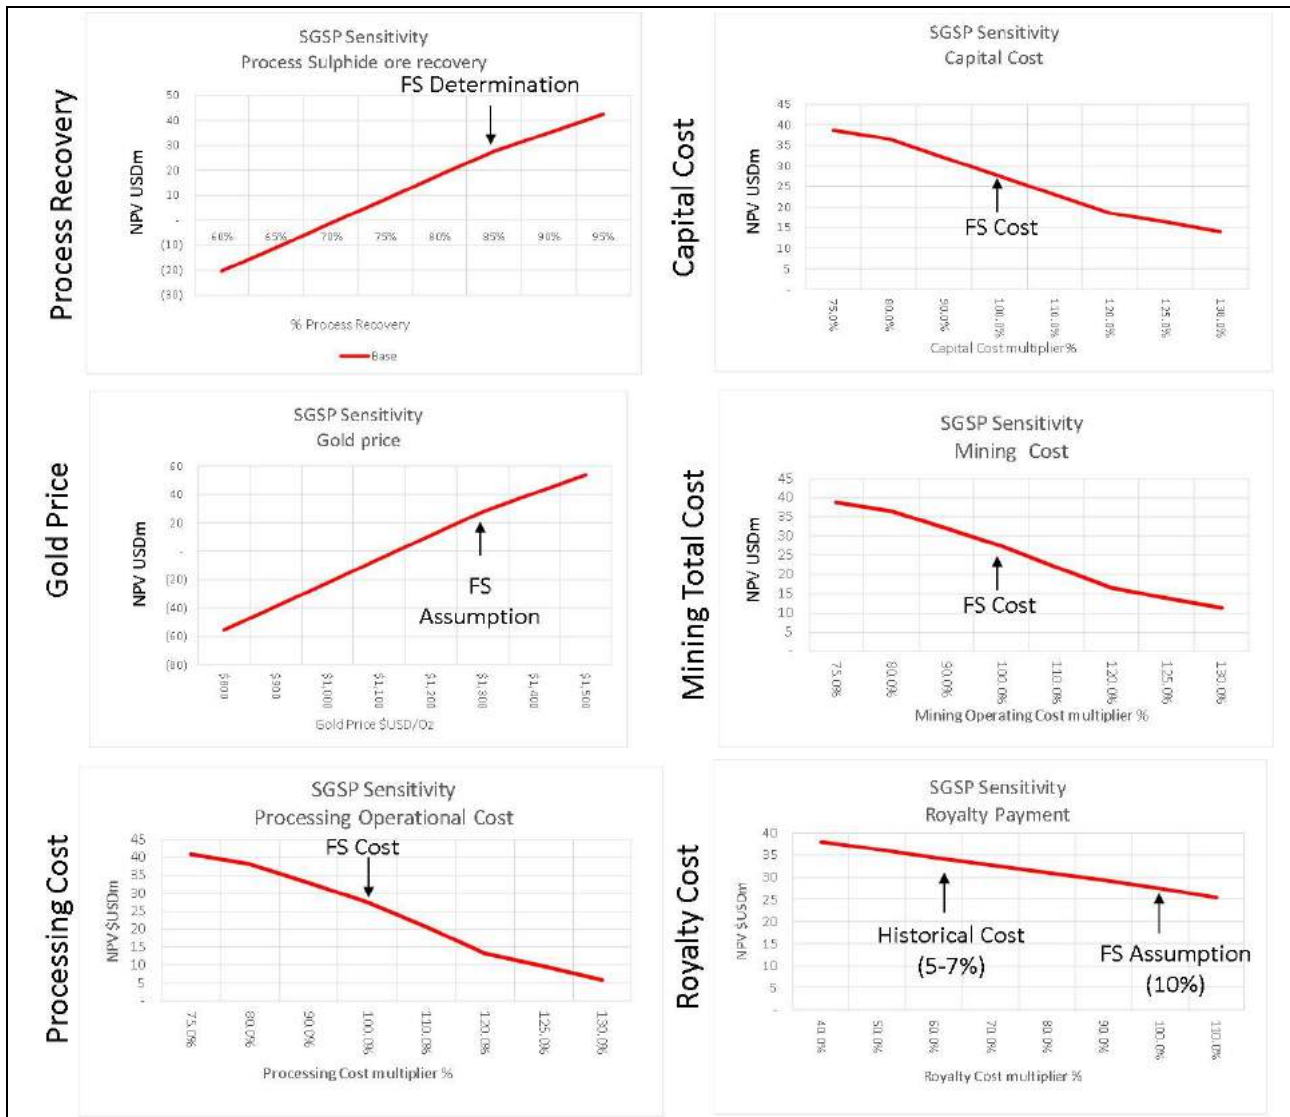 Process Recovery
SGSP Sensitivity
Process Sulphide ore recovery
FS Determination
NPV USDm
50
40
30
20
10
-
(10)
(20)
(30)
60% 65% 70% 75% 80% 85% 90% 95%
% Process Recovery
Base
Capital Cost
SGSP Sensitivity
Capital Cost
NPV USDm
45
40
35
30
25
20
15
10
5
-
FS Cost
75.0% 80.0% 90.0% 100.0% 110.0% 120.0% 125.0% 130.0%
Capital Cost multiplier%
Gold Price
SGSP Sensitivity
Gold price
NPV USDm
60
40
20
-
(20)
(40)
(60)
(80)
FS
Assumption
$800 $900 $1,000 $1,100 $1,200 $1,300 $1,400 $1,500
Gold Price $USD/Oz
Mining Total Cost
SGSP Sensitivity
Mining Cost
NPV USDm
45
40
35
30
25
20
15
10
5
-
FS Cost
75.0% 80.0% 90.0% 100.0% 110.0% 120.0% 125.0% 130.0%
Mining Operating Cost multiplier %
Processing Cost
SGSP Sensitivity
Processing Operational Cost
FS Cost
NPV $USDm
45
40
35
30
25
20
15
10
5
-
75.0% 80.0% 90.0% 100.0% 110.0% 120.0% 125.0% 130.0%
Processing Cost multiplier %
Royalty Cost
SGSP Sensitivity
Royalty Payment
NPV $USDm
40
35
30
25
20
15
10
5
-
Historical Cost
(5-7%)
FS Assumption
(10%)
40.0% 50.0% 60.0% 70.0% 80.0% 90.0% 100.0% 110.0%
Royalty Cost multiplier %